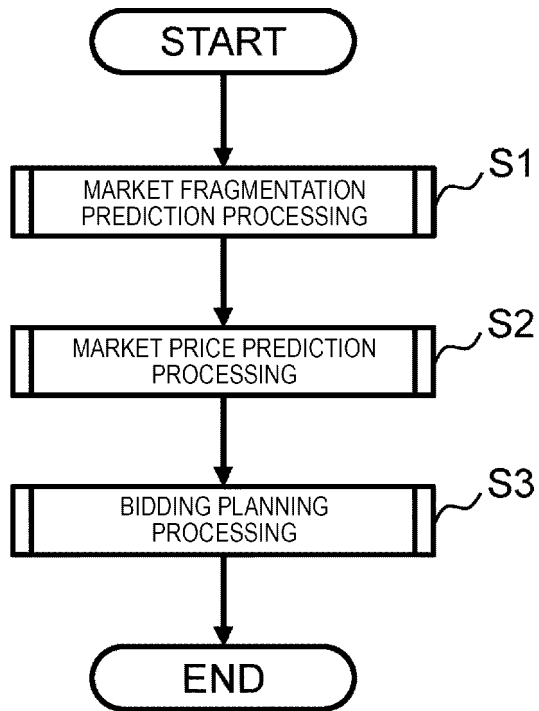 START
S1
MARKET FRAGMENTATION
PREDICTION PROCESSING
S2
MARKET PRICE PREDICTION
PROCESSING
S3
BIDDING PLANNING
PROCESSING
END